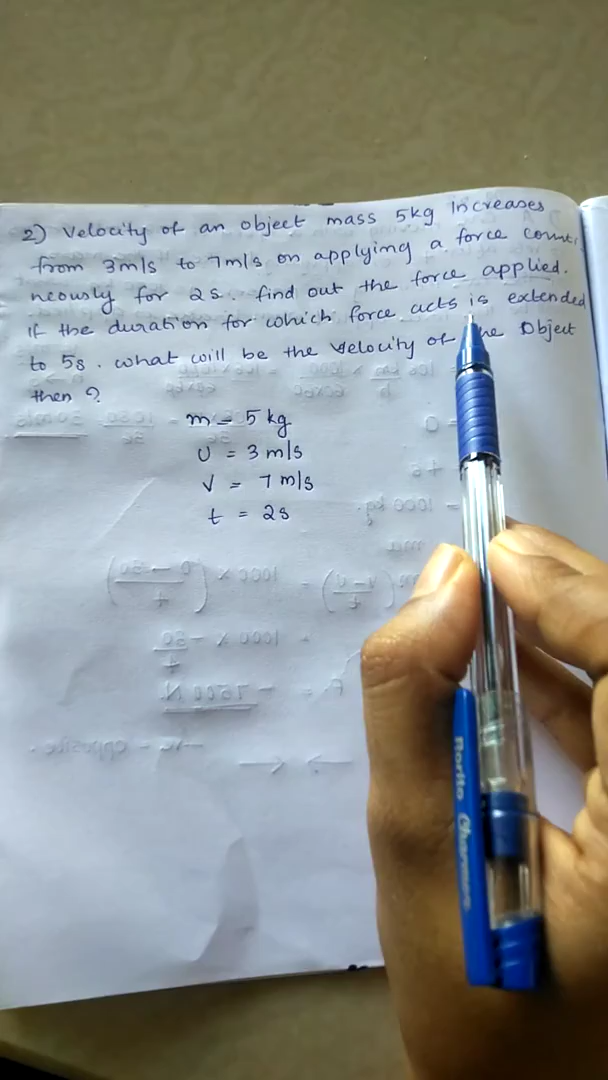 2) Velocity of an object mass 5kg Increases
from 3m/s to 7m/s on applying a force
neously for 2s. find out the force applied.
If the duration for which force acts is extended
to 5s. what will be the velocity of Object
then ?
m = 5 kg
U = 3 m/s
V = 7 m/s
t = 2s
Rorito